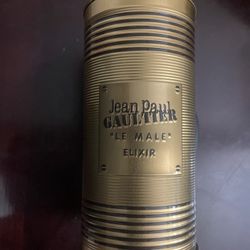 Jean Paul
GAULTIER
"LE MALE"
ELIXIR